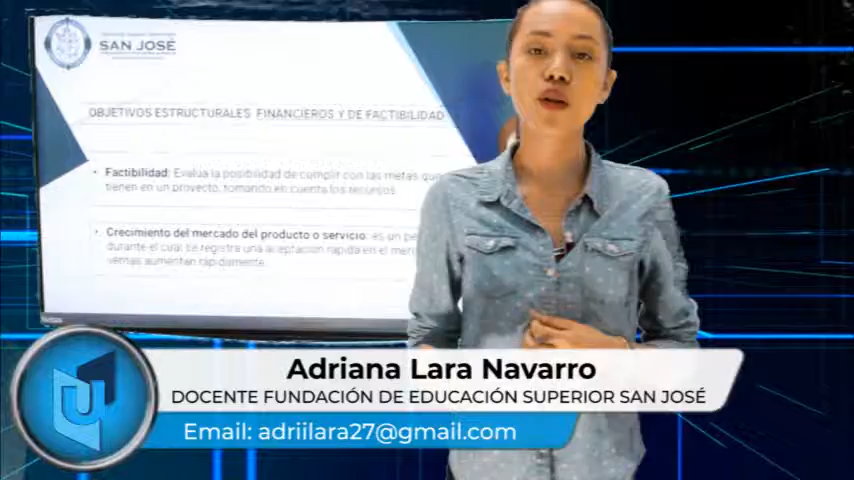 SAN JOSÉ
OBJETIVOS ESTRUCTURALES FINANCIEROS Y DE FACTIBILIDAD
• Factibilidad: Evalua la posibilidad de cumplir con las metas que
tienen en un proyecto, tomando en cuenta los recursos.
• Crecimiento del mercado del producto o servicio: es un
durante el cual se registra una aceptación rapida en el
ventas aumentan rápidamente.
Adriana Lara Navarro
DOCENTE FUNDACIÓN DE EDUCACIÓN SUPERIOR SAN JOSÉ
Email: adriilara27@gmail.com